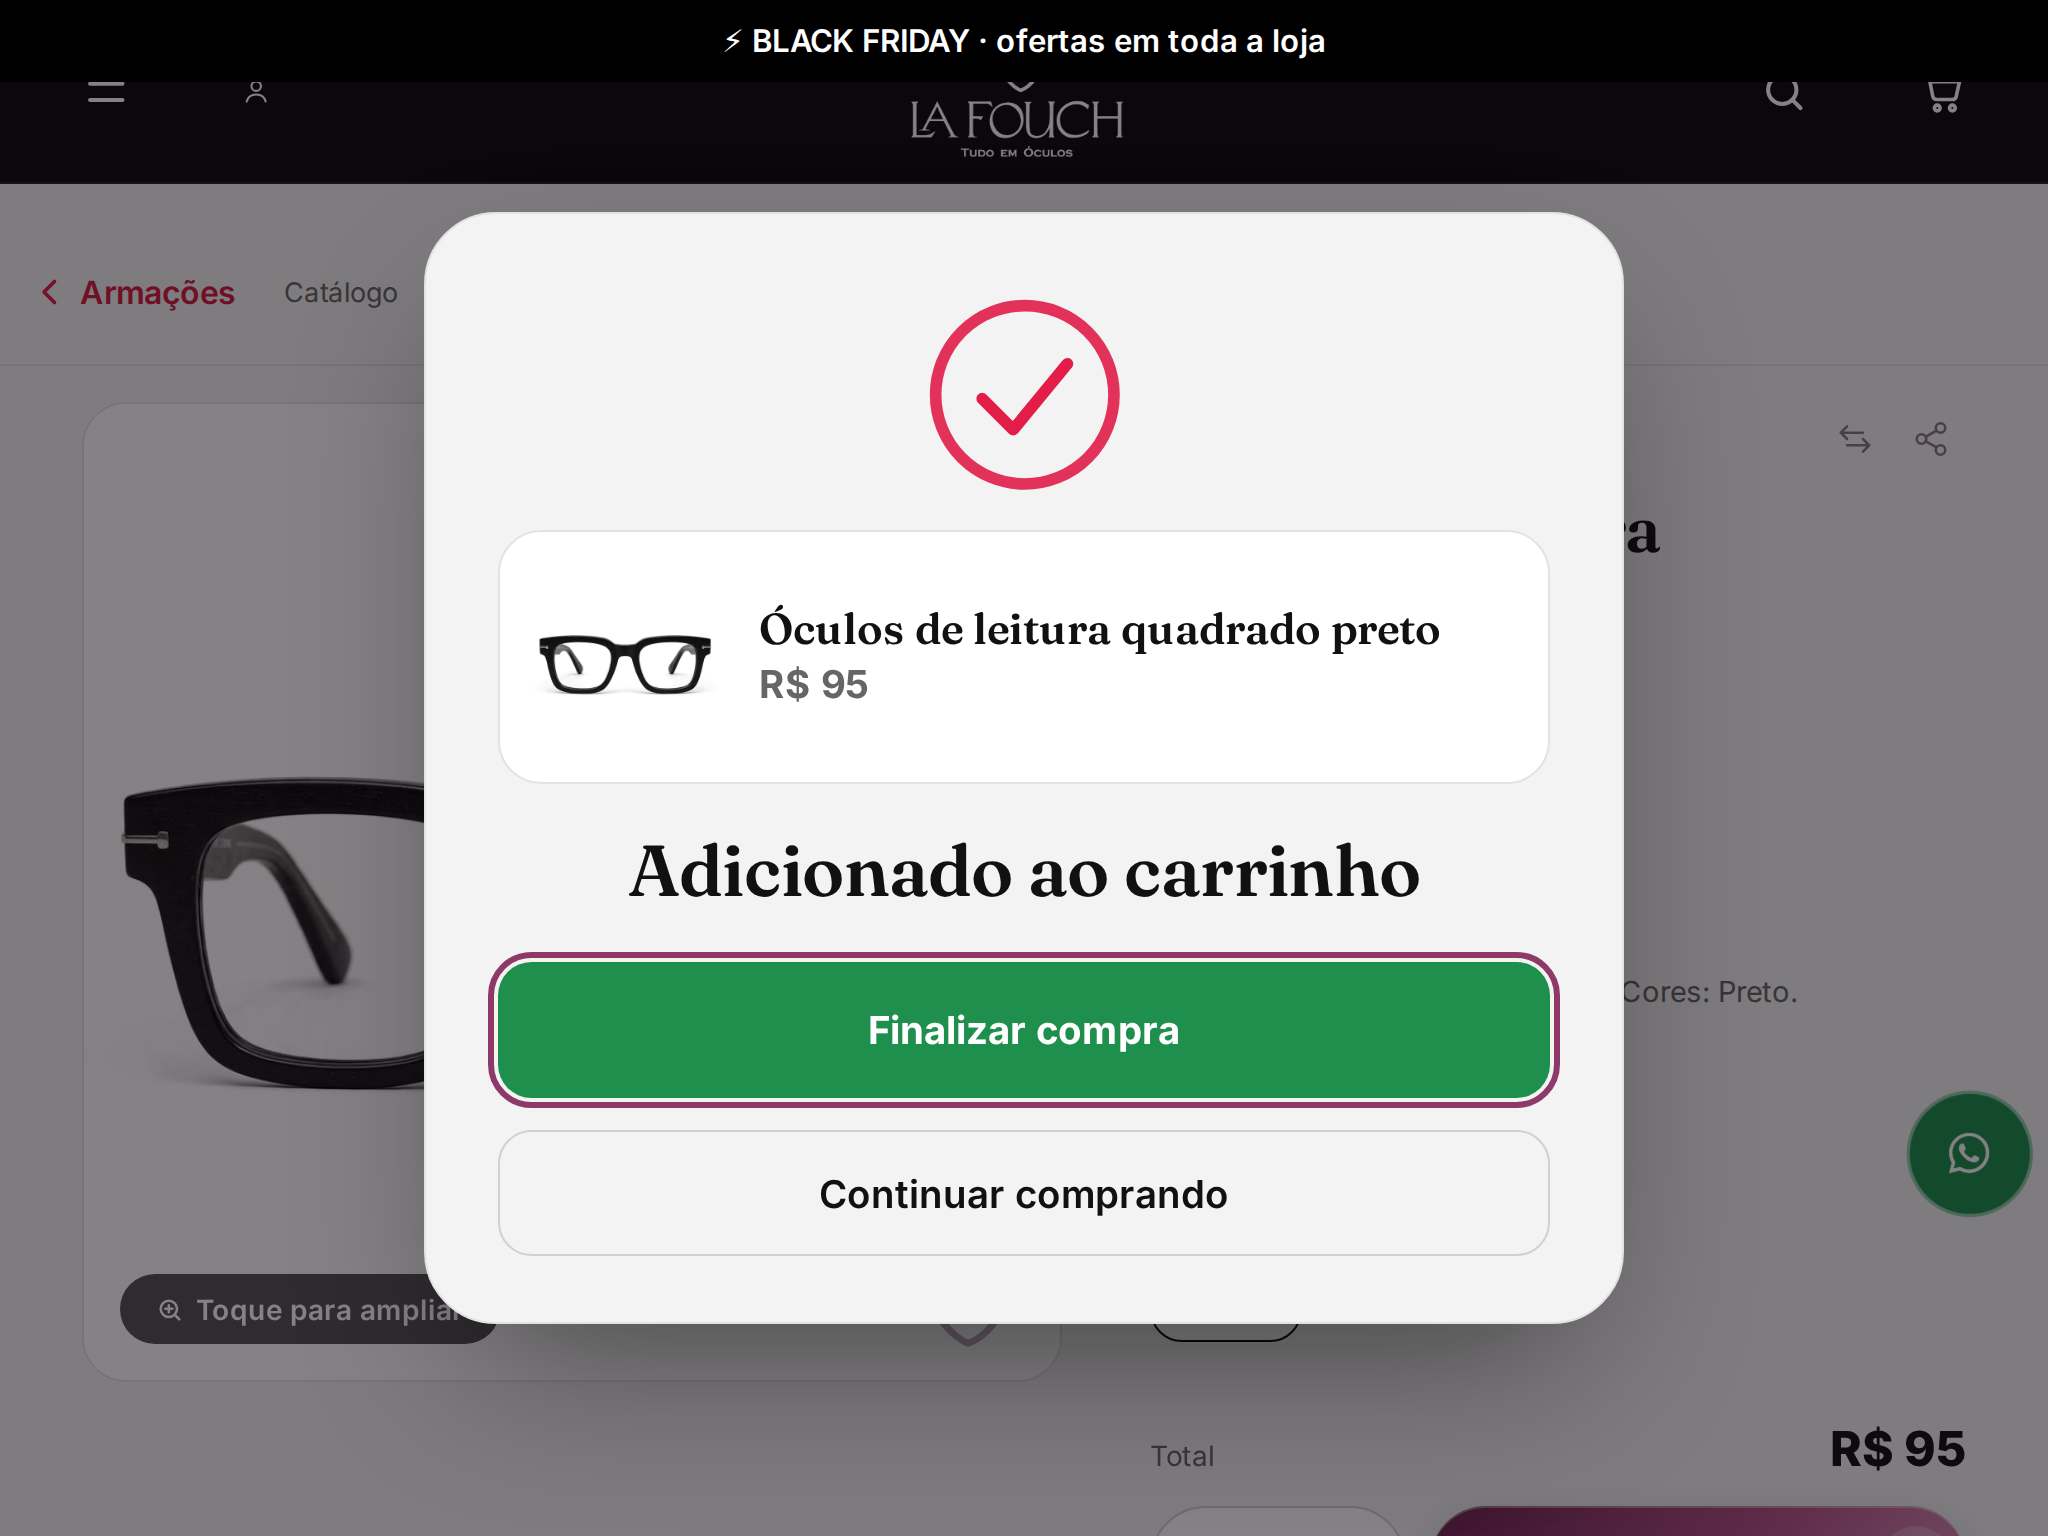 ⚡ BLACK FRIDAY · ofertas em toda a loja
LA FOUCH
TUDO EM ÓCULOS
Armações Catálogo
Óculos de leitura quadrado preto
R$ 95
Adicionado ao carrinho
Finalizar compra
Cores: Preto.
Continuar comprando
Toque para ampliar
Total
R$ 95